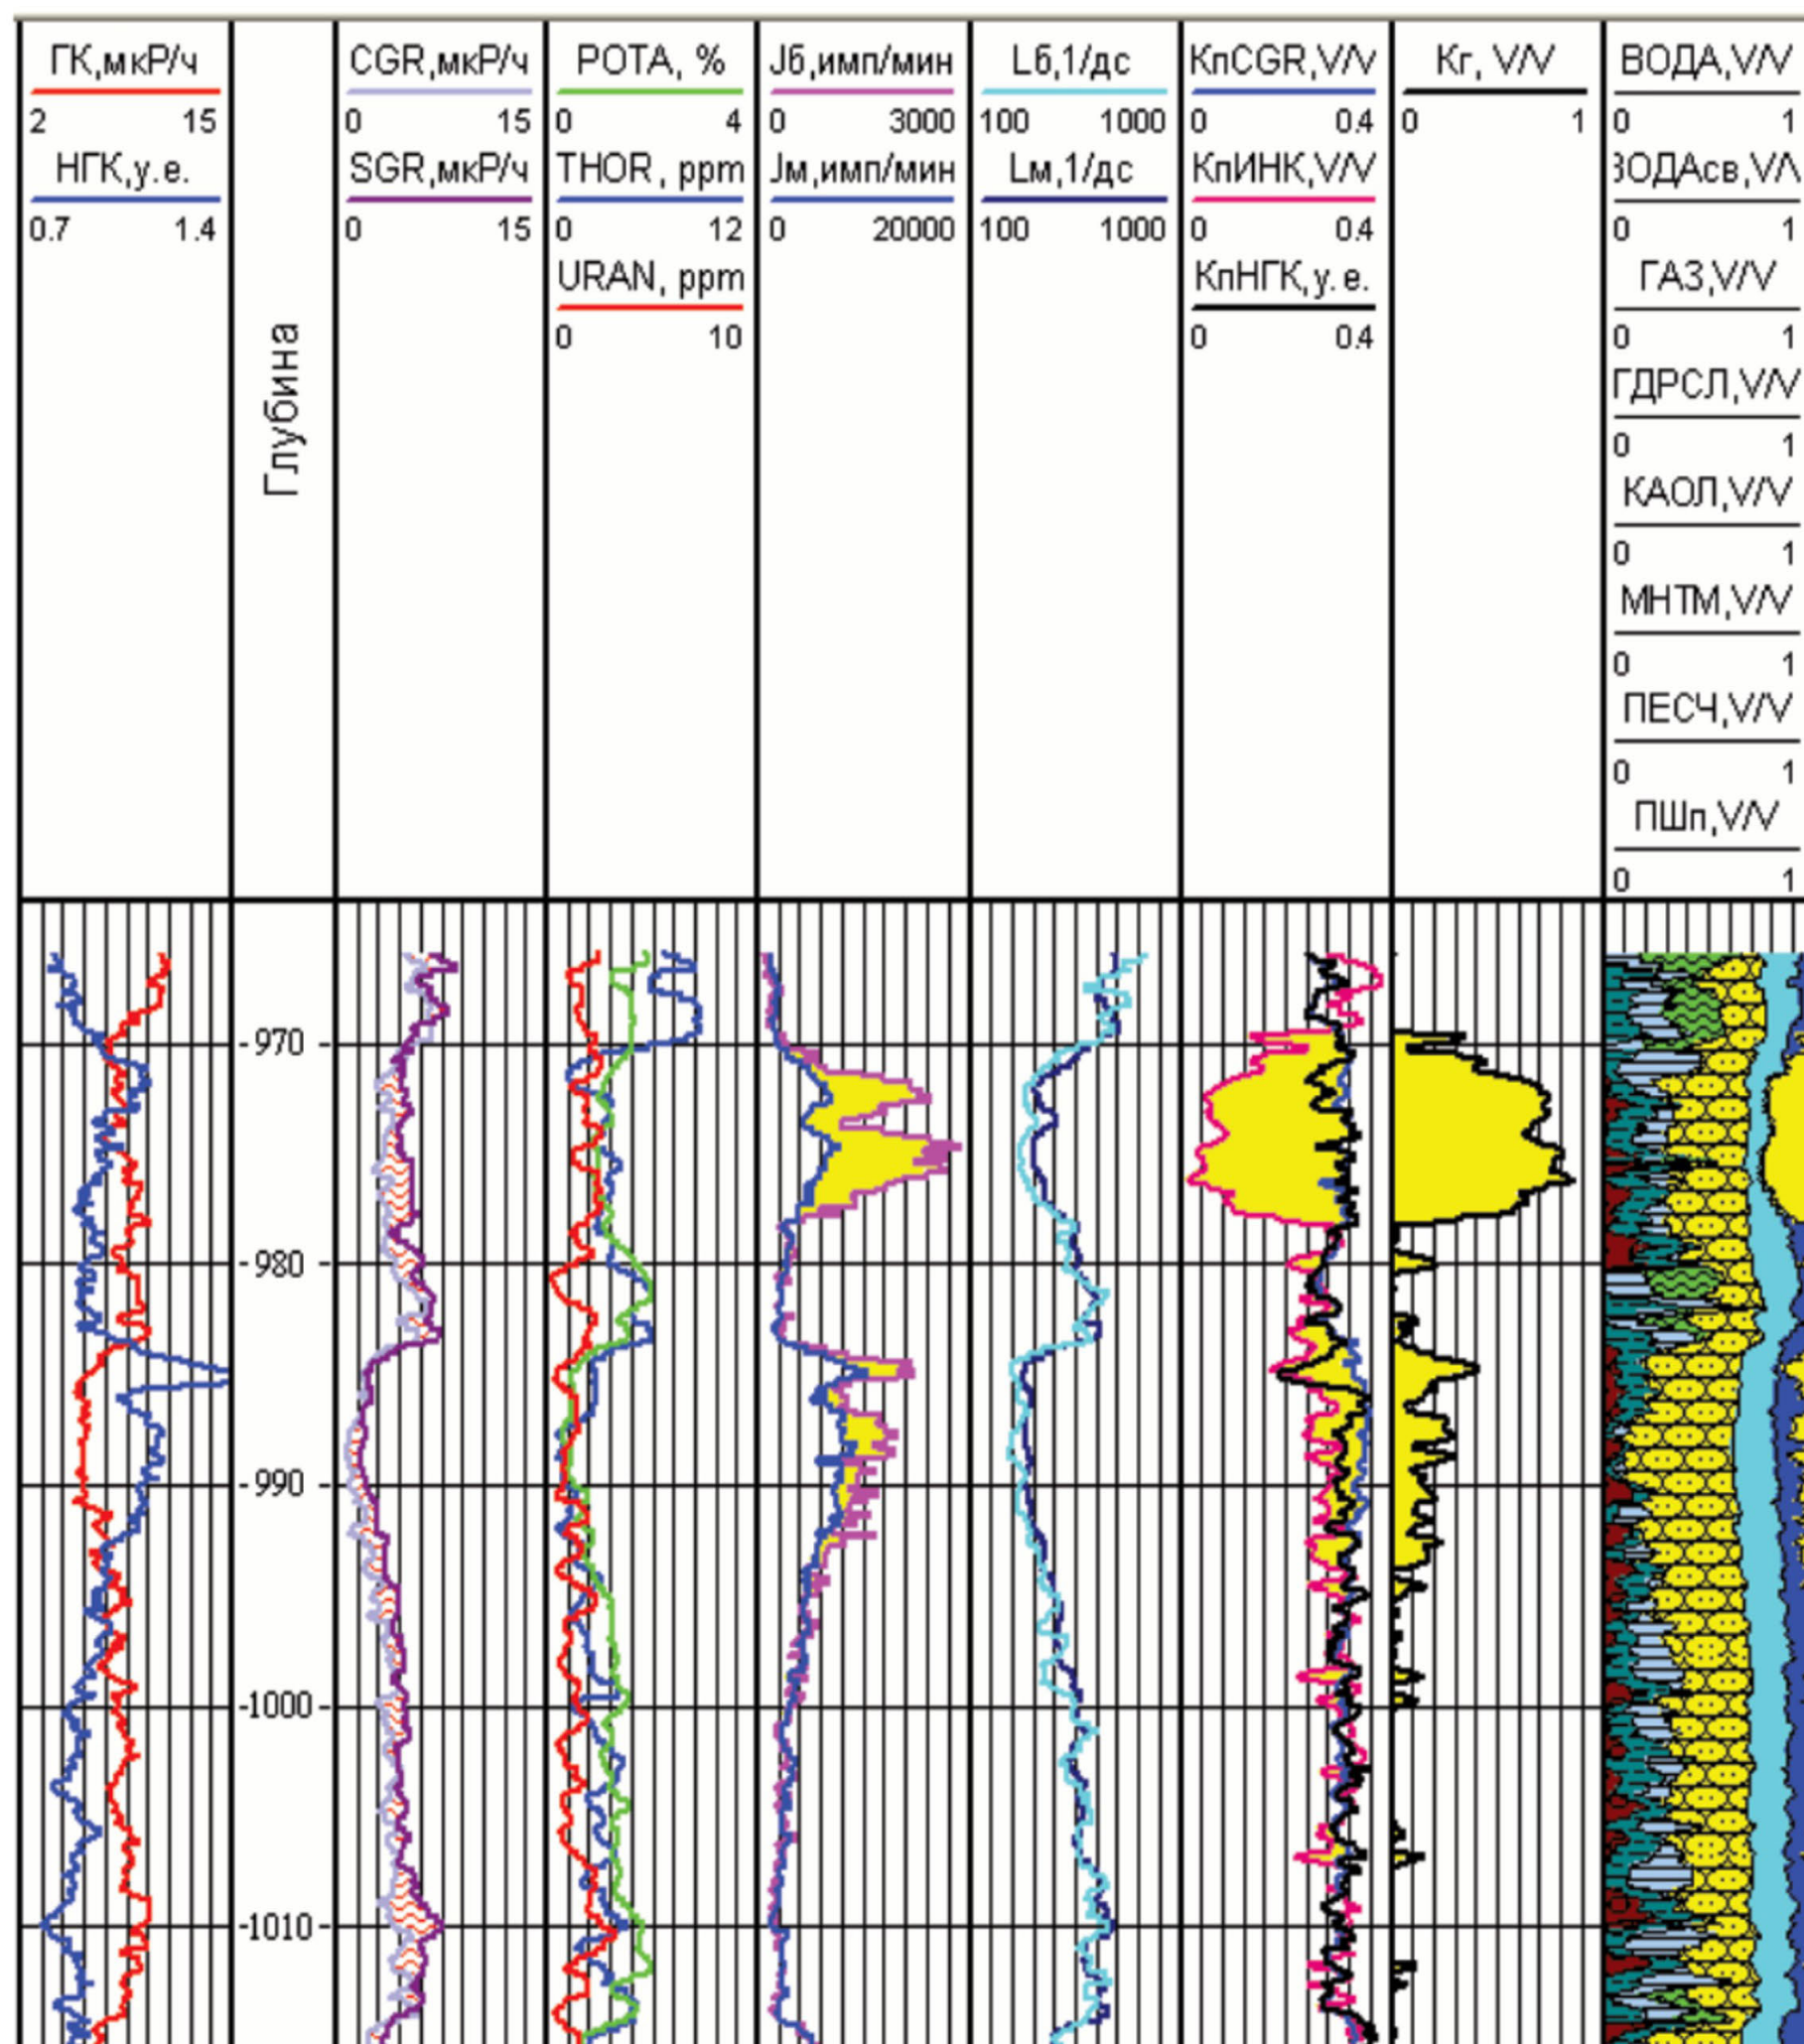 ГК,мкР/ч
2 15
НГК,у.е.
0.7 1.4
Глубина
CGR,мкР/ч
0 15
SGR,мкР/ч
0 15
POTA, %
0 4
THOR, ppm
0 12
URAN, ppm
0 10
Jб,имп/мин
0 3000
Jм,имп/мин
0 20000
Lб,1/дс
100 1000
Lм,1/дс
100 1000
КпCGR,V/V
0 0.4
КпИНК,V/V
0 0.4
КпНГК,у.е.
0 0.4
Кг, V/V
0 1
ВОДА,V/V
0 1
ВОДАсв,V/V
0 1
ГАЗ,V/V
0 1
ГДРСЛ,V/V
0 1
КАОЛ,V/V
0 1
МНТМ,V/V
0 1
ПЕСЧ,V/V
0 1
ПШп,V/V
0 1
-970 -
-980 -
-990 -
-1000 -
-1010 -